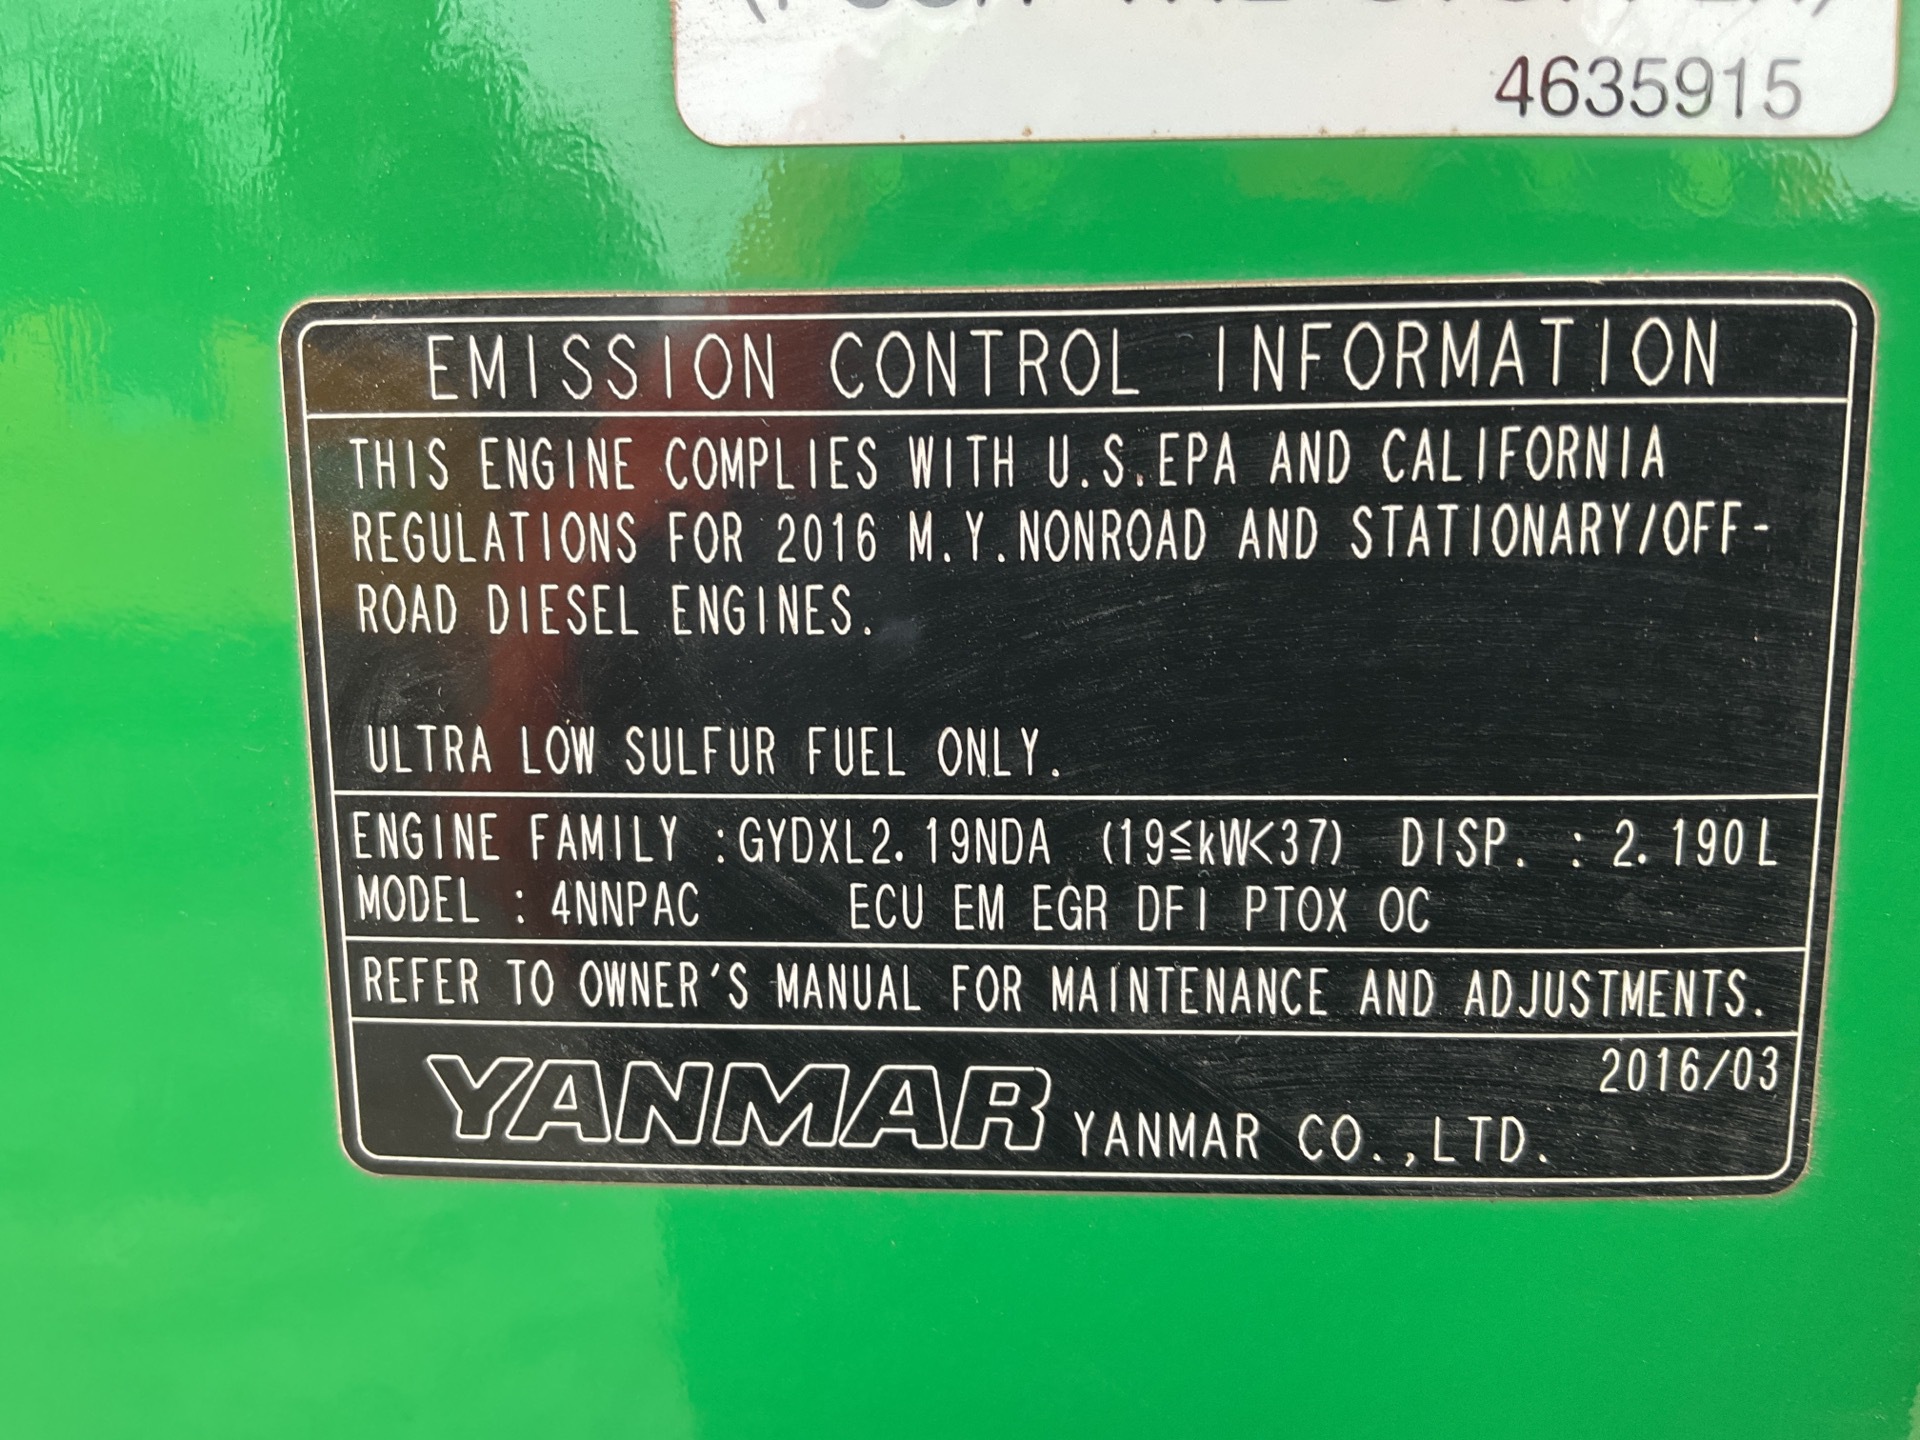 (PUSH THE STOPPER)
4635915
EMISSION CONTROL INFORMATION
THIS ENGINE COMPLIES WITH U.S.EPA AND CALIFORNIA
REGULATIONS FOR 2016 M.Y.NONROAD AND STATIONARY/OFF-
ROAD DIESEL ENGINES.
ULTRA LOW SULFUR FUEL ONLY.
ENGINE FAMILY :GYDXL2.19NDA (19≦kW<37) DISP. : 2.190L
MODEL : 4NNPAC ECU EM EGR DFI PTOX OC
REFER TO OWNER'S MANUAL FOR MAINTENANCE AND ADJUSTMENTS.
2016/03
YANMAR YANMAR CO.,LTD.